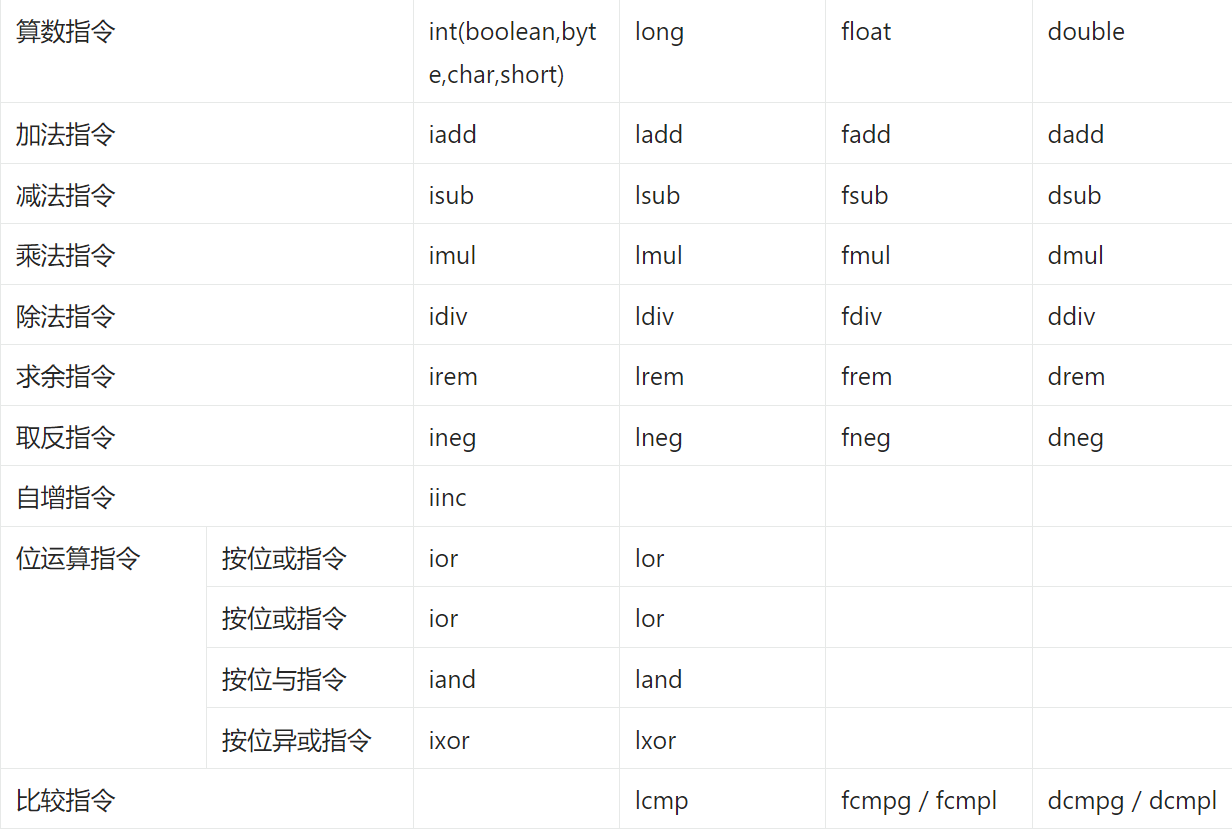 算数指令 int(boolean,byt long float double
e,char,short)
加法指令 iadd ladd fadd dadd
减法指令 isub lsub fsub dsub
乘法指令 imul lmul fmul dmul
除法指令 idiv ldiv fdiv ddiv
求余指令 irem lrem frem drem
取反指令 ineg lneg fneg dneg
自增指令 iinc
位运算指令 按位或指令 ior lor
按位或指令 ior lor
按位与指令 iand land
按位异或指令 ixor lxor
比较指令 lcmp fcmpg / fcmpl dcmpg / dcmpl